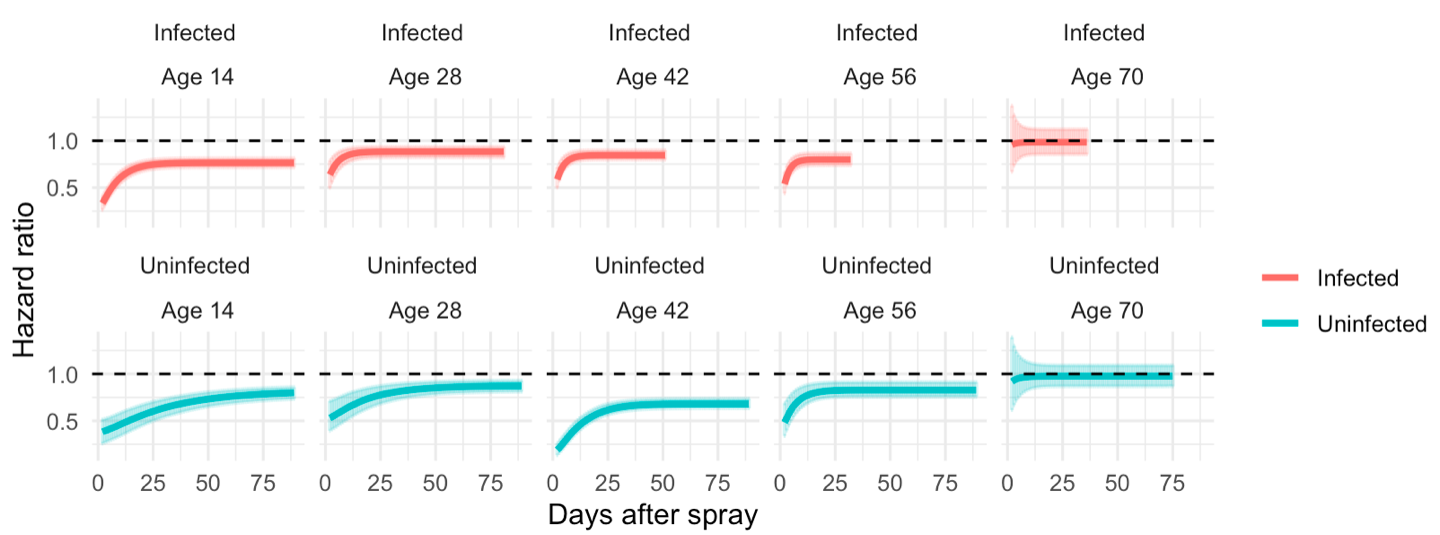 Infected Infected Infected Infected Infected
Age 14 Age 28 Age 42 Age 56 Age 70
1.0
0.5
Uninfected Uninfected Uninfected Uninfected Uninfected
Age 14 Age 28 Age 42 Age 56 Age 70
1.0
0.5
0 25 50 75 0 25 50 75 0 25 50 75 0 25 50 75 0 25 50 75
Days after spray
Hazard ratio
Infected
Uninfected